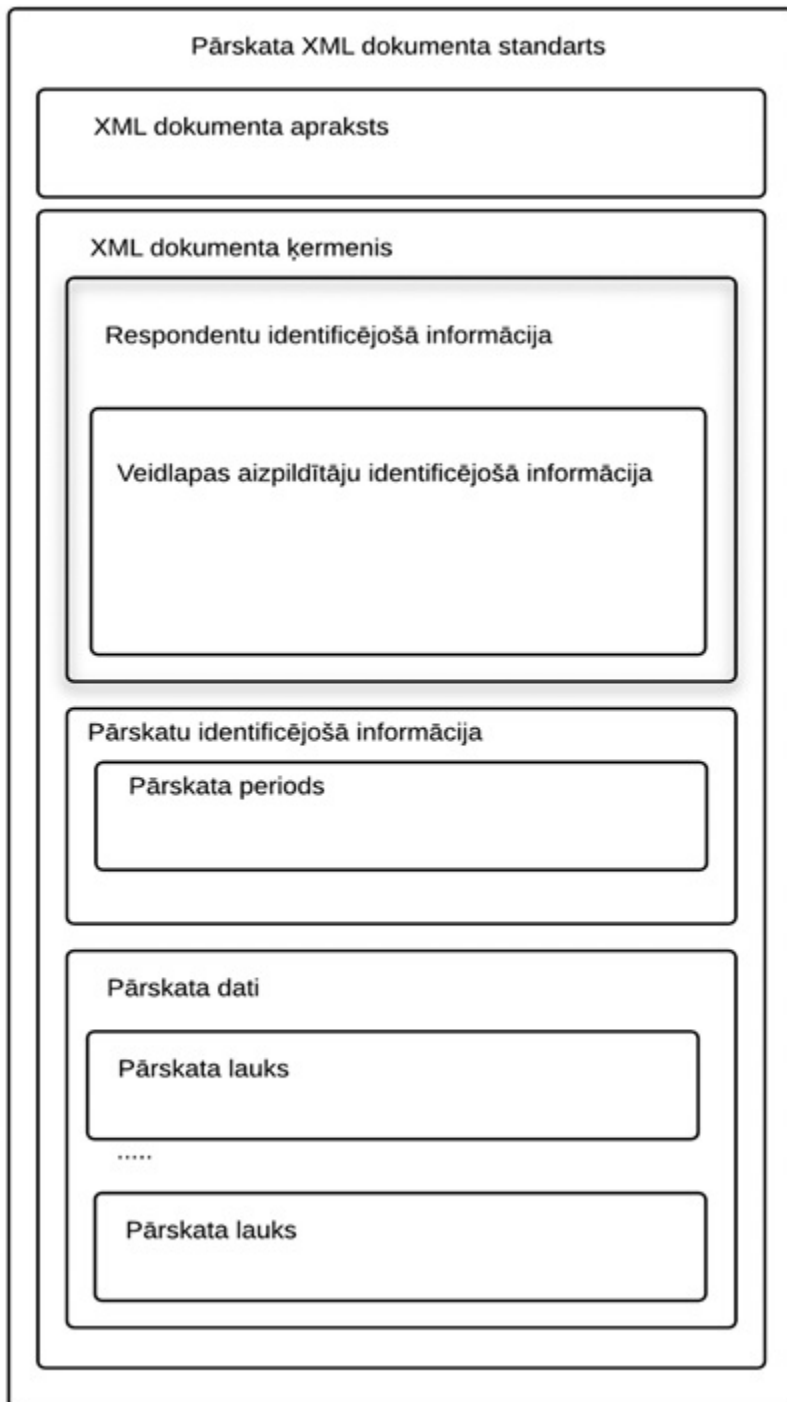 Pārskata XML dokumenta standarts
XML dokumenta apraksts
XML dokumenta ķermenis
Respondentu identificējošā informācija
Veidlapas aizpildītāju identificējošā informācija
Pārskatu identificējošā informācija
Pārskata periods
Pārskata dati
Pārskata lauks
.....
Pārskata lauks